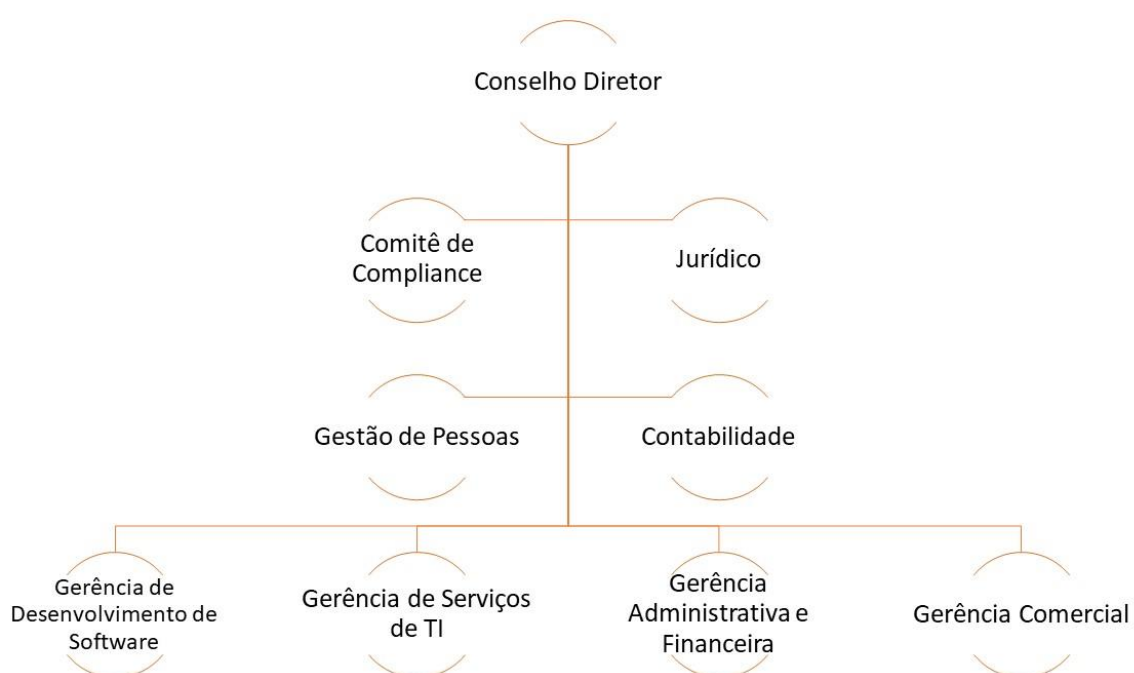 Conselho Diretor
Comitê de
Compliance
Jurídico
Gestão de Pessoas
Contabilidade
Gerência de
Desenvolvimento de
Software
Gerência de Serviços
de TI
Gerência
Administrativa e
Financeira
Gerência Comercial